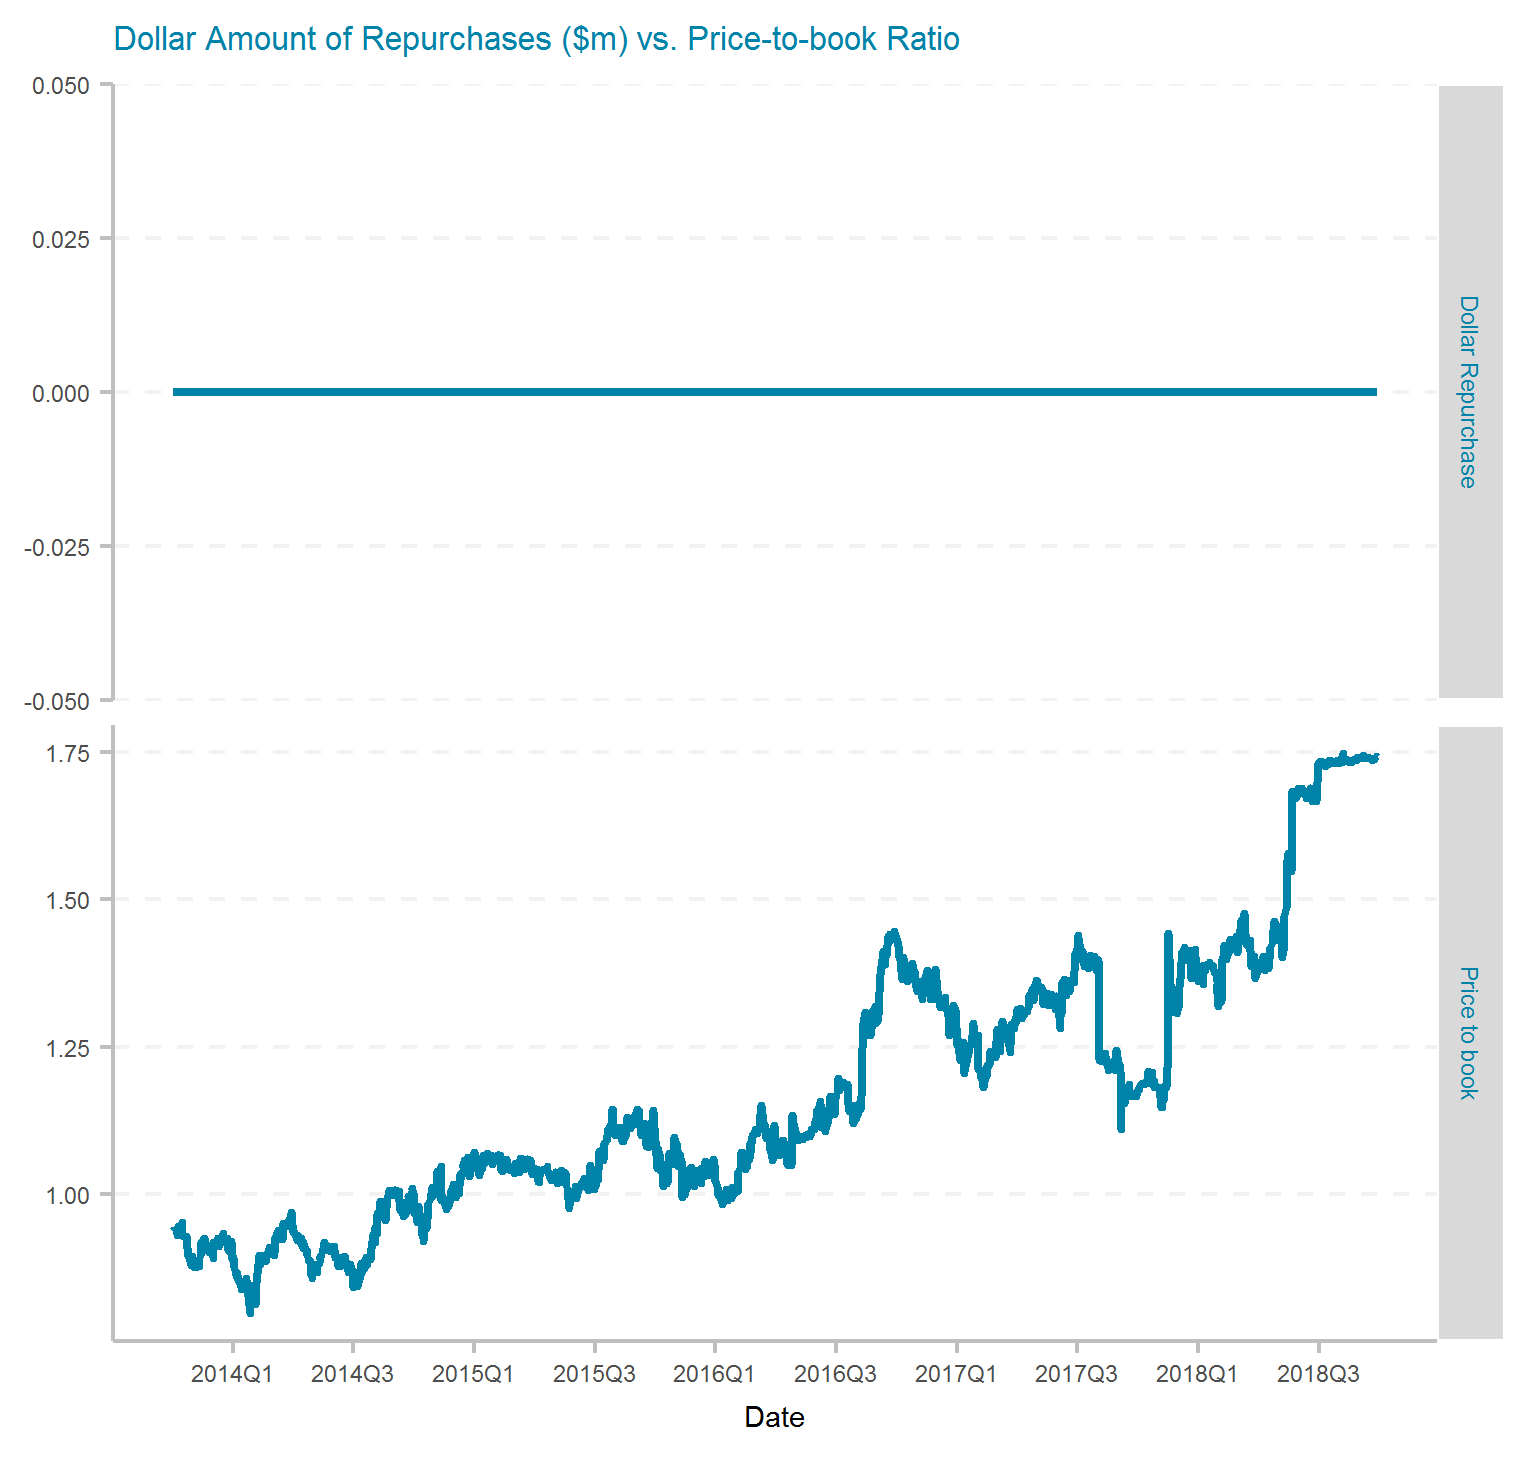 Dollar Amount of Repurchases ($m) vs. Price-to-book Ratio
0.050
0.025
0.000
-0.025
-0.050
Dollar Repurchase
1.75
1.50
1.25
1.00
Price to book
2014Q1 2014Q3 2015Q1 2015Q3 2016Q1 2016Q3 2017Q1 2017Q3 2018Q1 2018Q3
Date